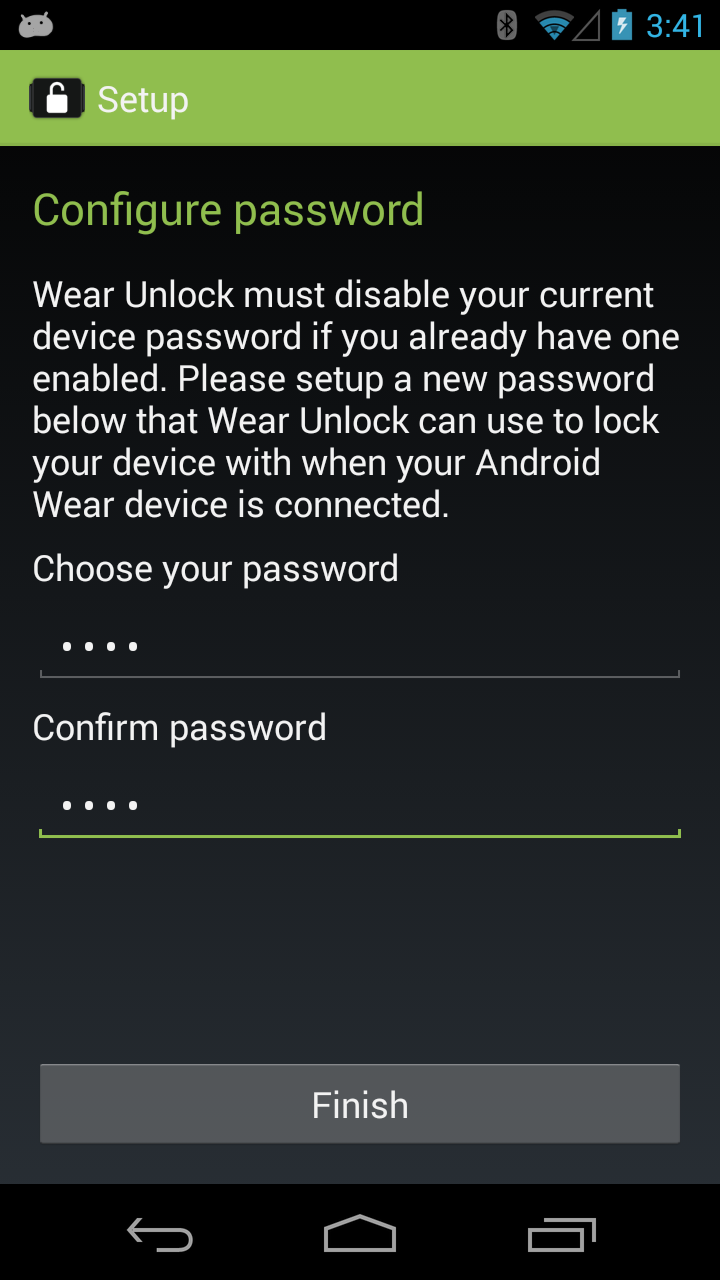 3:41
Setup
Configure password
Wear Unlock must disable your current
device password if you already have one
enabled. Please setup a new password
below that Wear Unlock can use to lock
your device with when your Android
Wear device is connected.
Choose your password
••••
Confirm password
••••
Finish